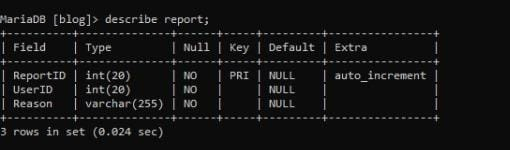 MariaDB [blog]> describe report;
+----------+--------------+------+-----+---------+----------------+
| Field    | Type         | Null | Key | Default | Extra          |
+----------+--------------+------+-----+---------+----------------+
| ReportID | int(20)      | NO   | PRI | NULL    | auto_increment |
| UserID   | int(20)      | NO   |     | NULL    |                |
| Reason   | varchar(255) | NO   |     | NULL    |                |
+----------+--------------+------+-----+---------+----------------+
3 rows in set (0.024 sec)